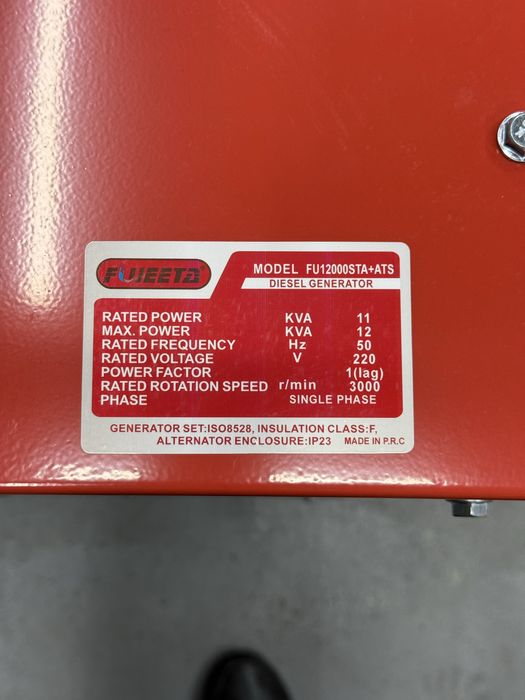 FUJEETA
MODEL FU12000STA+ATS
DIESEL GENERATOR
RATED POWER KVA 11
MAX. POWER KVA 12
RATED FREQUENCY Hz 50
RATED VOLTAGE V 220
POWER FACTOR 1(lag)
RATED ROTATION SPEED r/min 3000
PHASE SINGLE PHASE
GENERATOR SET:ISO8528, INSULATION CLASS:F,
ALTERNATOR ENCLOSURE:IP23 MADE IN P.R.C